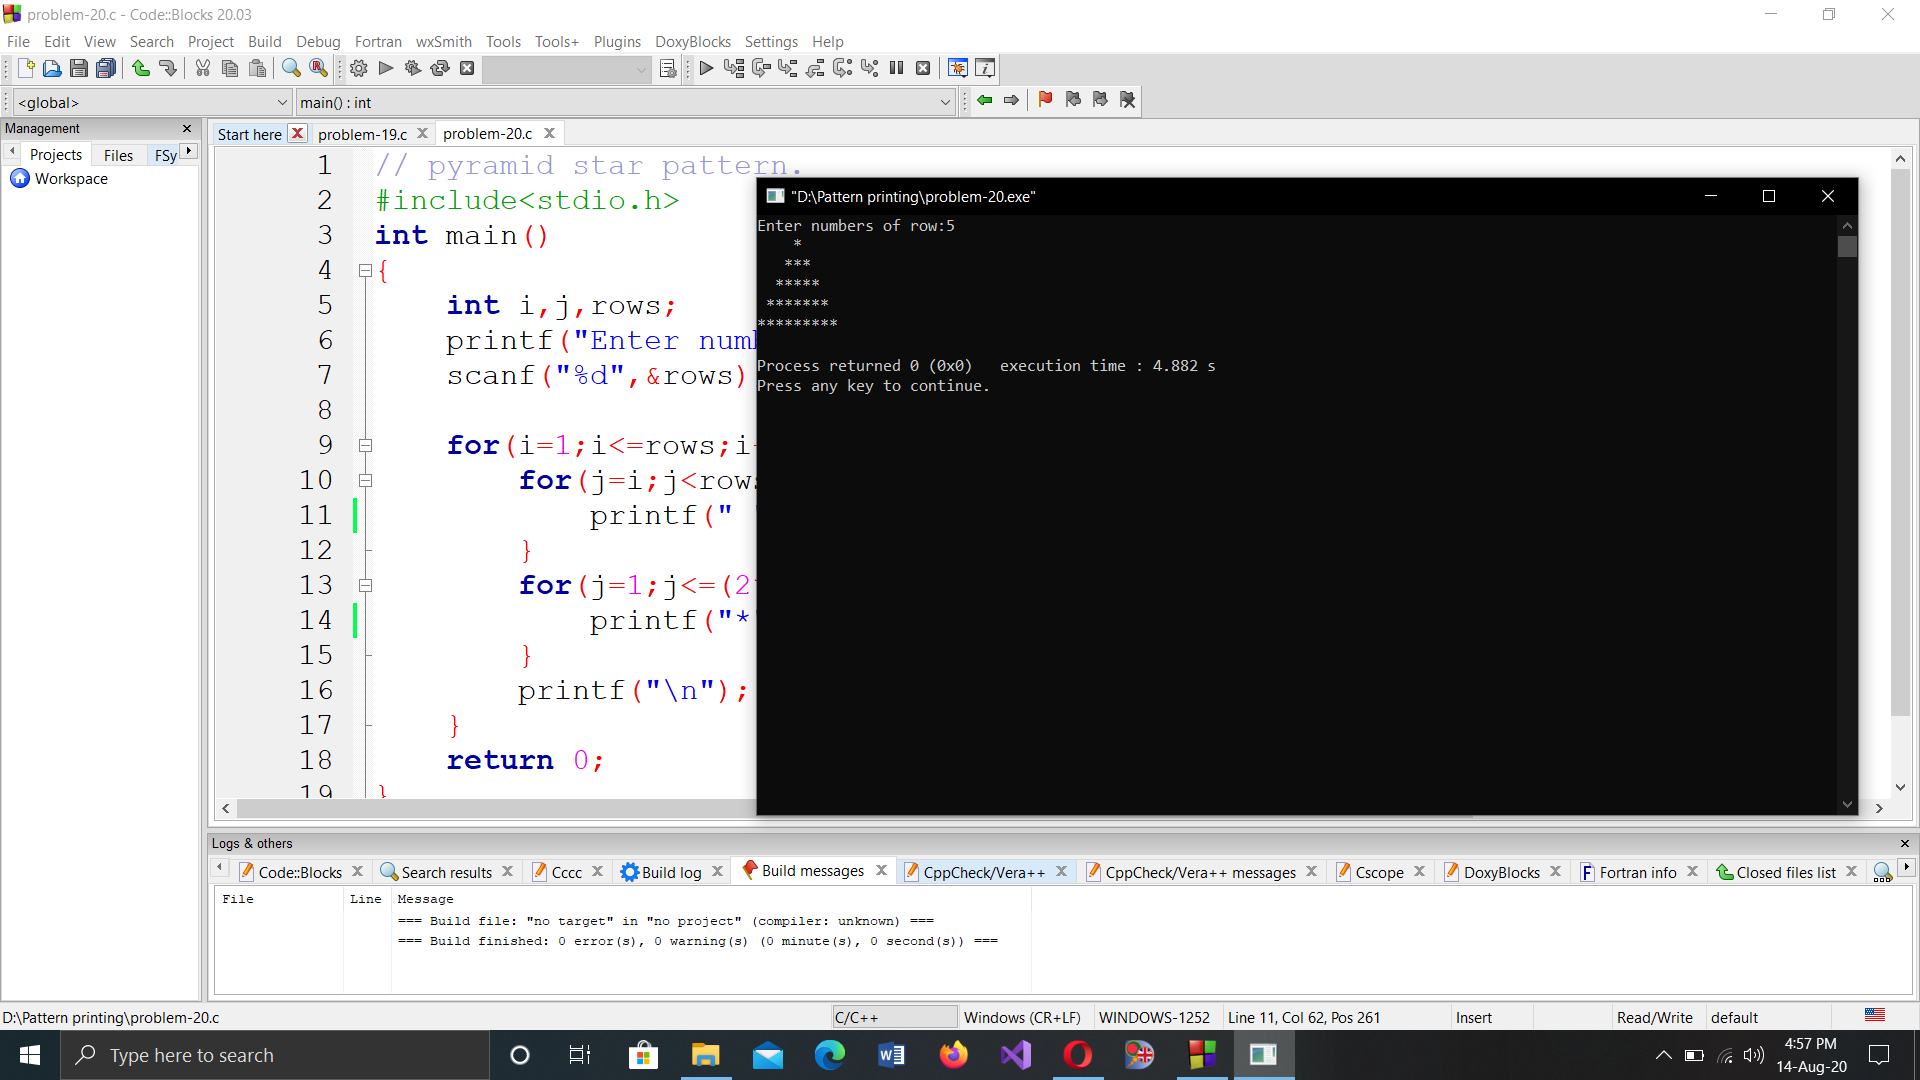 problem-20.c - Code::Blocks 20.03
File Edit View Search Project Build Debug Fortran wxSmith Tools Tools+ Plugins DoxyBlocks Settings Help
<global>
main() : int
Management
Projects Files FSy
Workspace
Start here problem-19.c problem-20.c
1 // pyramid star pattern.
2 #include<stdio.h>
3 int main()
4 {
5 int i,j,rows;
6 printf("Enter num
7 scanf("%d",&rows)
8
9 for(i=1;i<=rows;i
10 for(j=i;j<rows
11 printf(" "
12 }
13 for(j=1;j<=(2
14 printf("*"
15 }
16 printf("\n");
17 }
18 return 0;
19 }
"D:\Pattern printing\problem-20.exe"
Enter numbers of row:5
    *
   ***
  *****
 *******
*********
Process returned 0 (0x0)   execution time : 4.882 s
Press any key to continue.
Logs & others
Code::Blocks Search results Cccc Build log Build messages CppCheck/Vera++ CppCheck/Vera++ messages Cscope DoxyBlocks Fortran info Closed files list
File Line Message
=== Build file: "no target" in "no project" (compiler: unknown) ===
=== Build finished: 0 error(s), 0 warning(s) (0 minute(s), 0 second(s)) ===
D:\Pattern printing\problem-20.c C/C++ Windows (CR+LF) WINDOWS-1252 Line 11, Col 62, Pos 261 Insert Read/Write default
Type here to search
4:57 PM
14-Aug-20